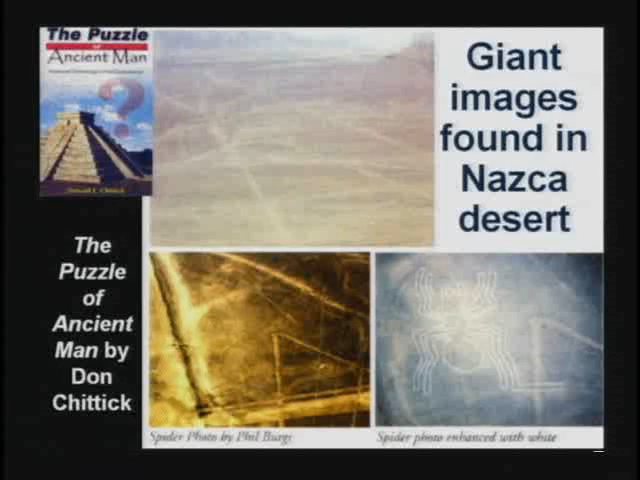 The Puzzle
OF
Ancient Man
Donald E. Chittick
Giant
images
found in
Nazca
desert
The
Puzzle
of
Ancient
Man by
Don
Chittick
Spider Photo by Phil Burgs
Spider photo enhanced with white